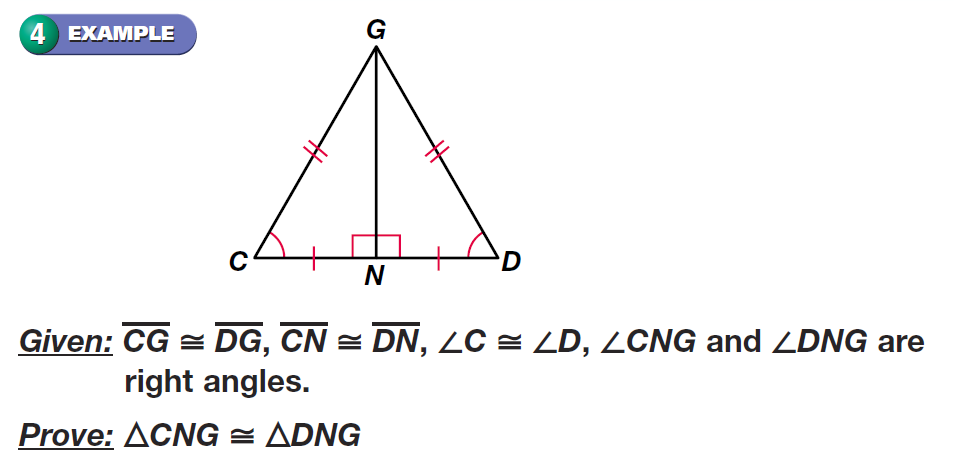 4 EXAMPLE
G
C
N
D
Given: CG ≅ DG, CN ≅ DN, ∠C ≅ ∠D, ∠CNG and ∠DNG are
right angles.
Prove: △CNG ≅ △DNG